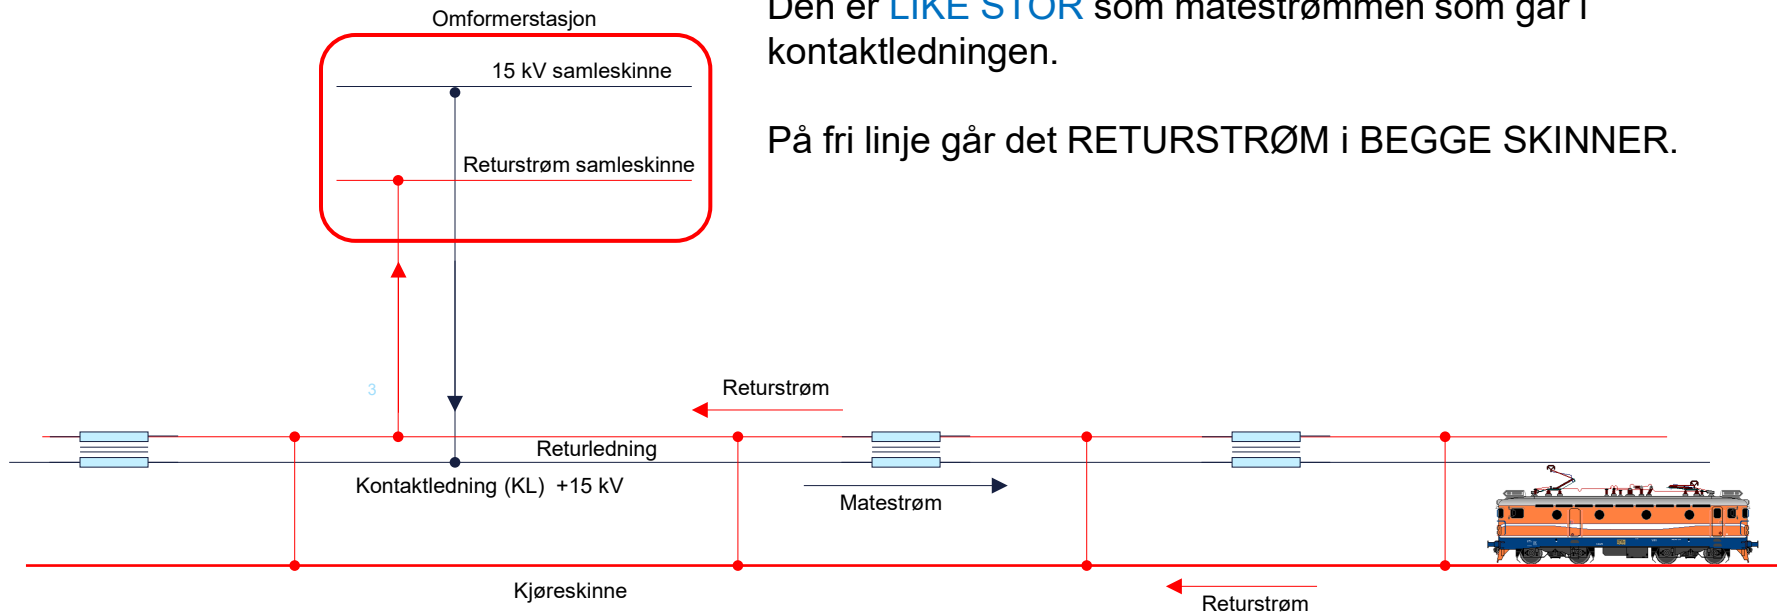 Omformerstasjon
Den er LIKE STOR som matestrømmen som går i
kontaktledningen.
15 kV samleskinne
På fri linje går det RETURSTRØM i BEGGE SKINNER.
Returstrøm samleskinne
3
Returstrøm
Returledning
Kontaktledning (KL) +15 kV
Matestrøm
Kjøreskinne
Returstrøm